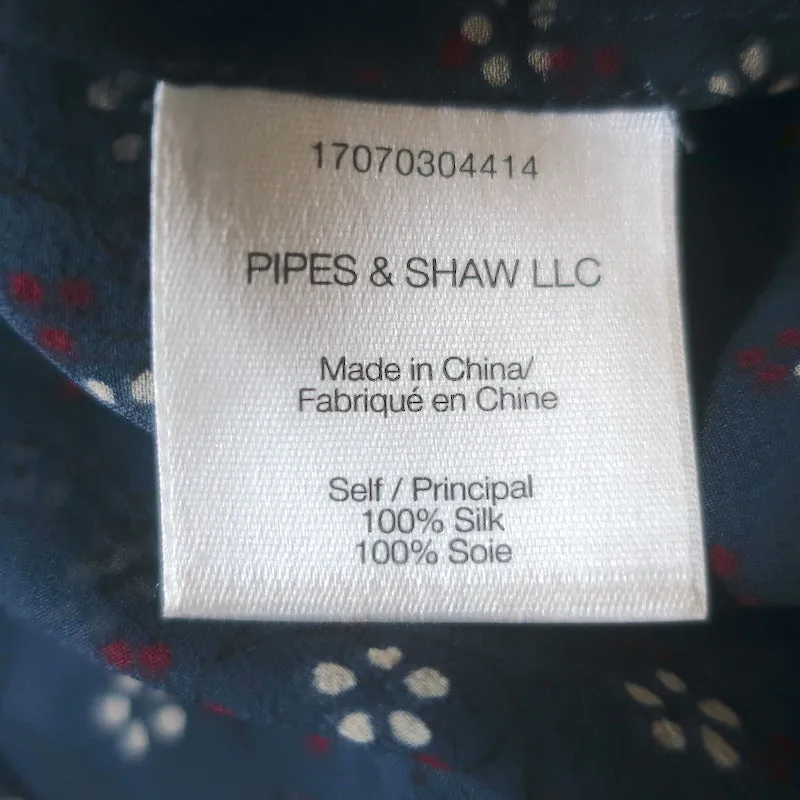 17070304414
PIPES & SHAW LLC
Made in China/
Fabriqué en Chine
Self / Principal
100% Silk
100% Soie